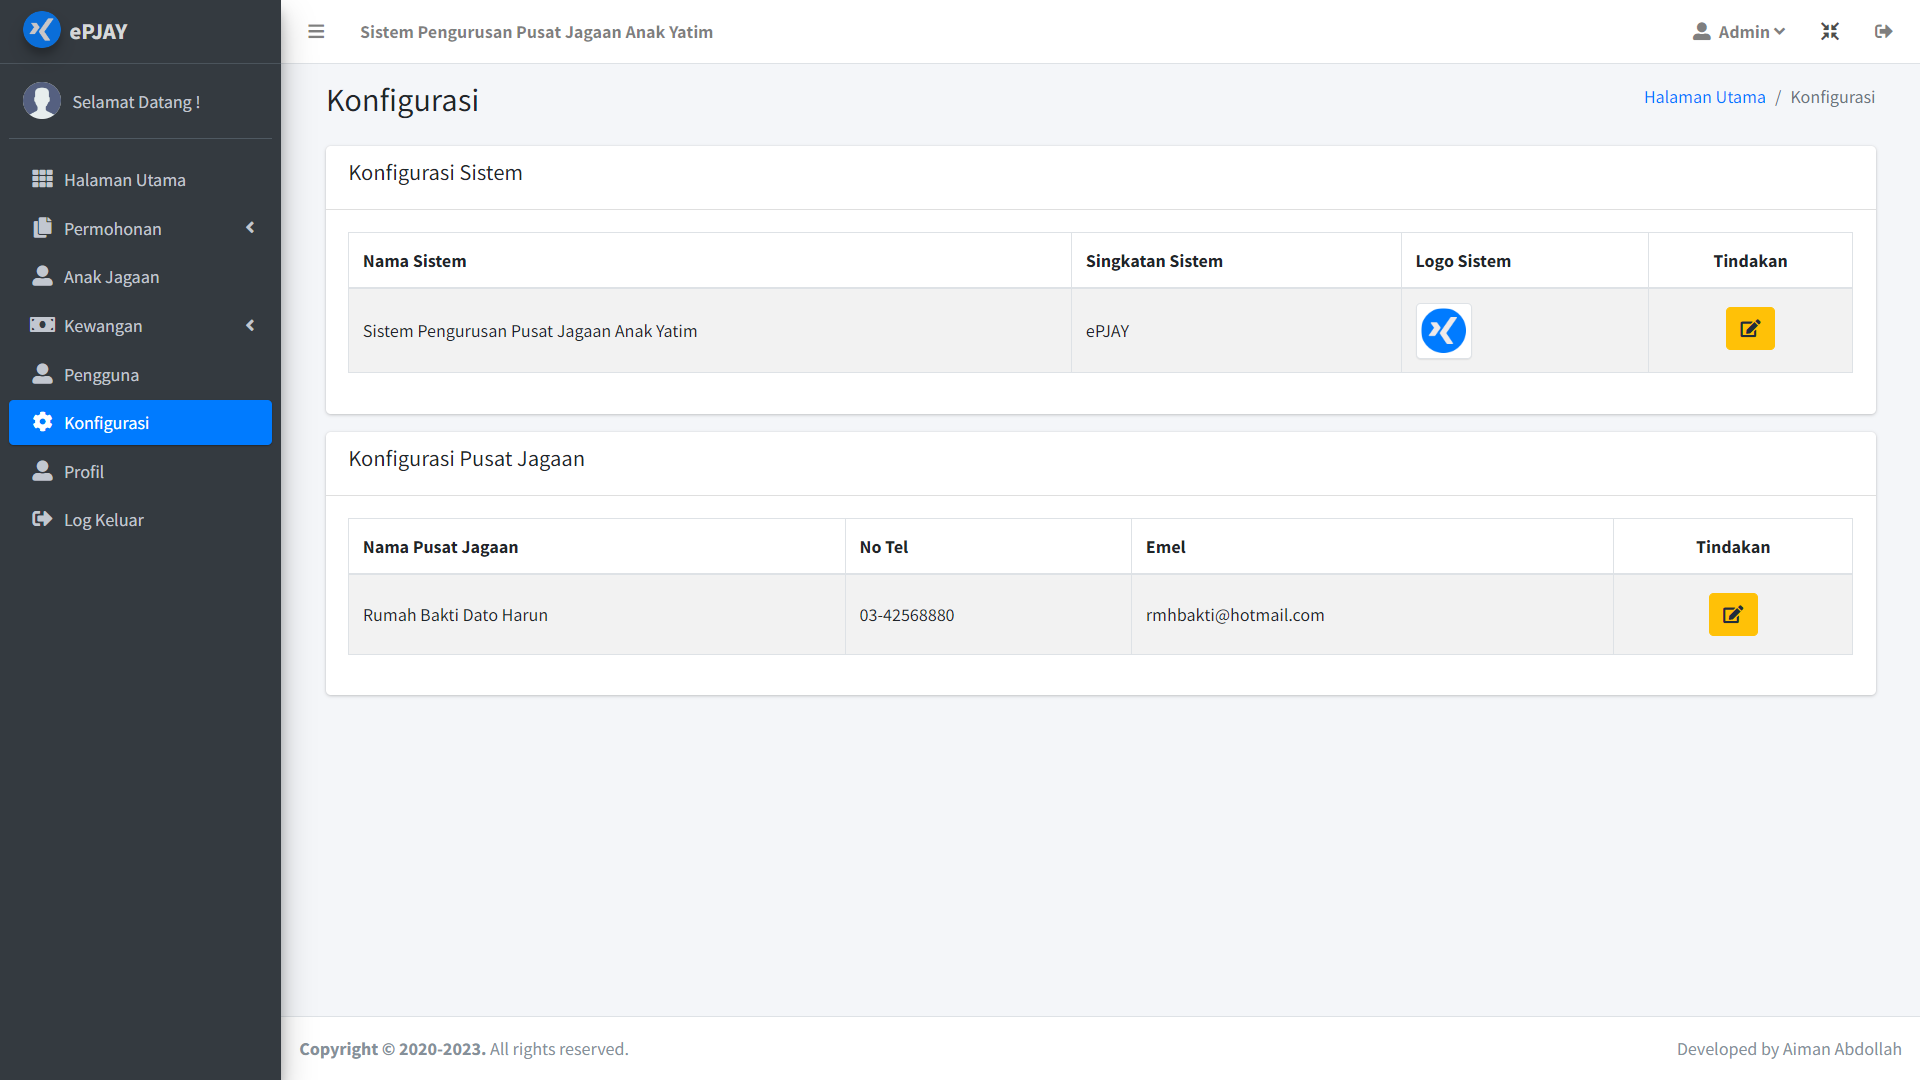 ePJAY
Sistem Pengurusan Pusat Jagaan Anak Yatim
Admin
Selamat Datang !
Halaman Utama
Permohonan
Anak Jagaan
Kewangan
Pengguna
Konfigurasi
Profil
Log Keluar
Konfigurasi
Halaman Utama / Konfigurasi
Konfigurasi Sistem
Nama Sistem Singkatan Sistem Logo Sistem Tindakan
Sistem Pengurusan Pusat Jagaan Anak Yatim ePJAY
Konfigurasi Pusat Jagaan
Nama Pusat Jagaan No Tel Emel Tindakan
Rumah Bakti Dato Harun 03-42568880 rmhbakti@hotmail.com
Copyright © 2020-2023. All rights reserved.
Developed by Aiman Abdollah